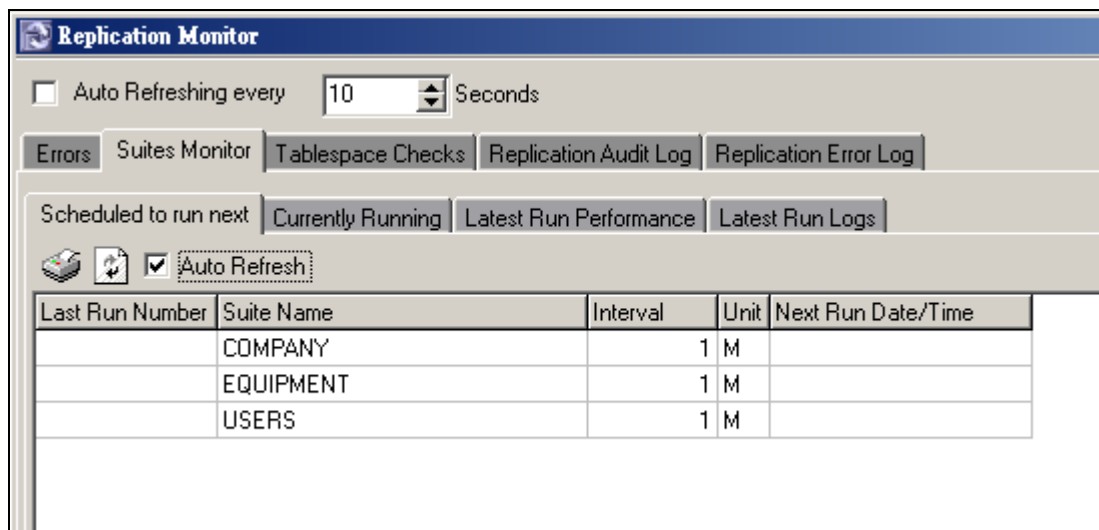 Replication Monitor
Auto Refreshing every 10 Seconds
Errors Suites Monitor Tablespace Checks Replication Audit Log Replication Error Log
Scheduled to run next Currently Running Latest Run Performance Latest Run Logs
Auto Refresh
Last Run Number Suite Name Interval Unit Next Run Date/Time
COMPANY 1 M
EQUIPMENT 1 M
USERS 1 M